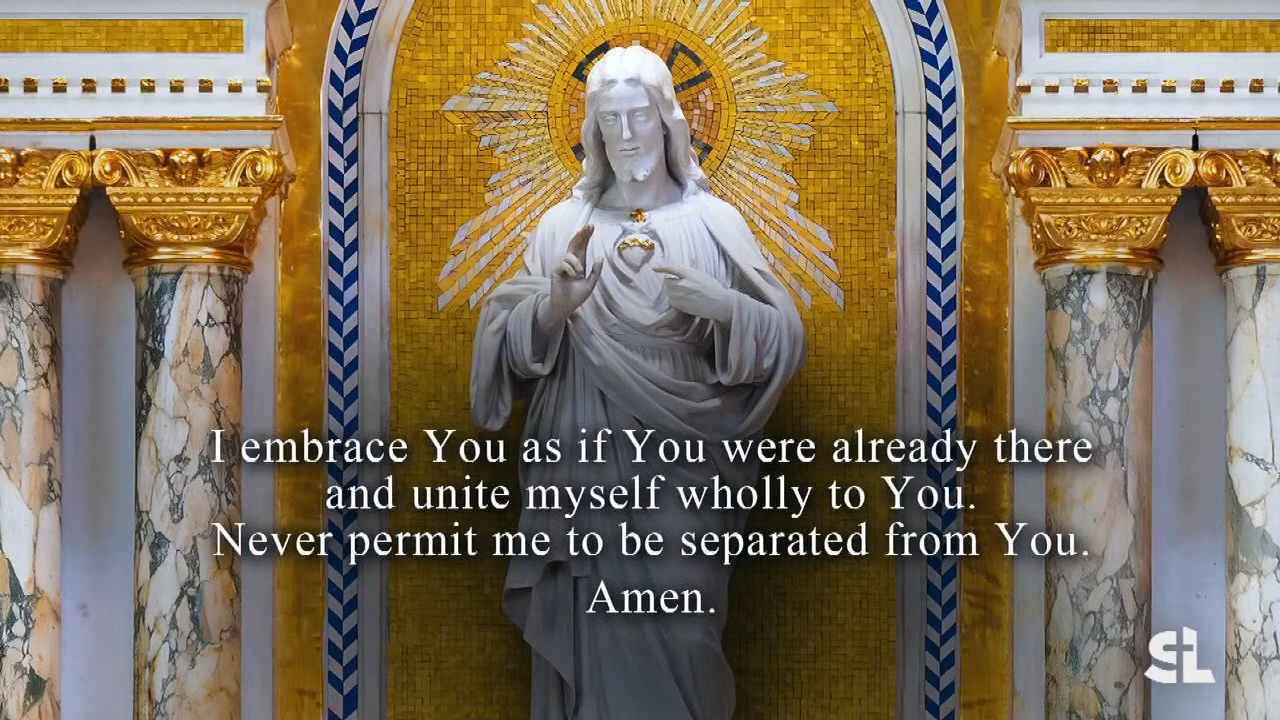 I embrace You as if You were already there
and unite myself wholly to You.
Never permit me to be separated from You.
Amen.
SL